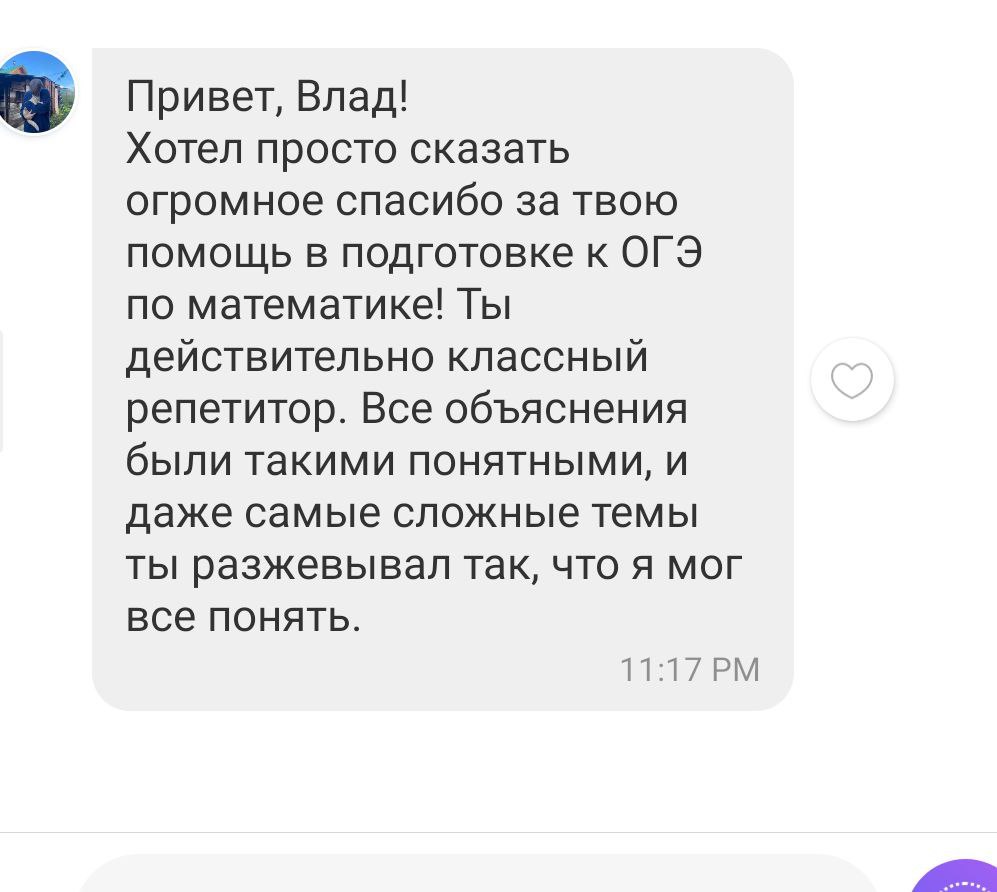 Привет, Влад!
Хотел просто сказать
огромное спасибо за твою
помощь в подготовке к ОГЭ
по математике! Ты
действительно классный
репетитор. Все объяснения
были такими понятными, и
даже самые сложные темы
ты разжевывал так, что я мог
все понять.
11:17 PM